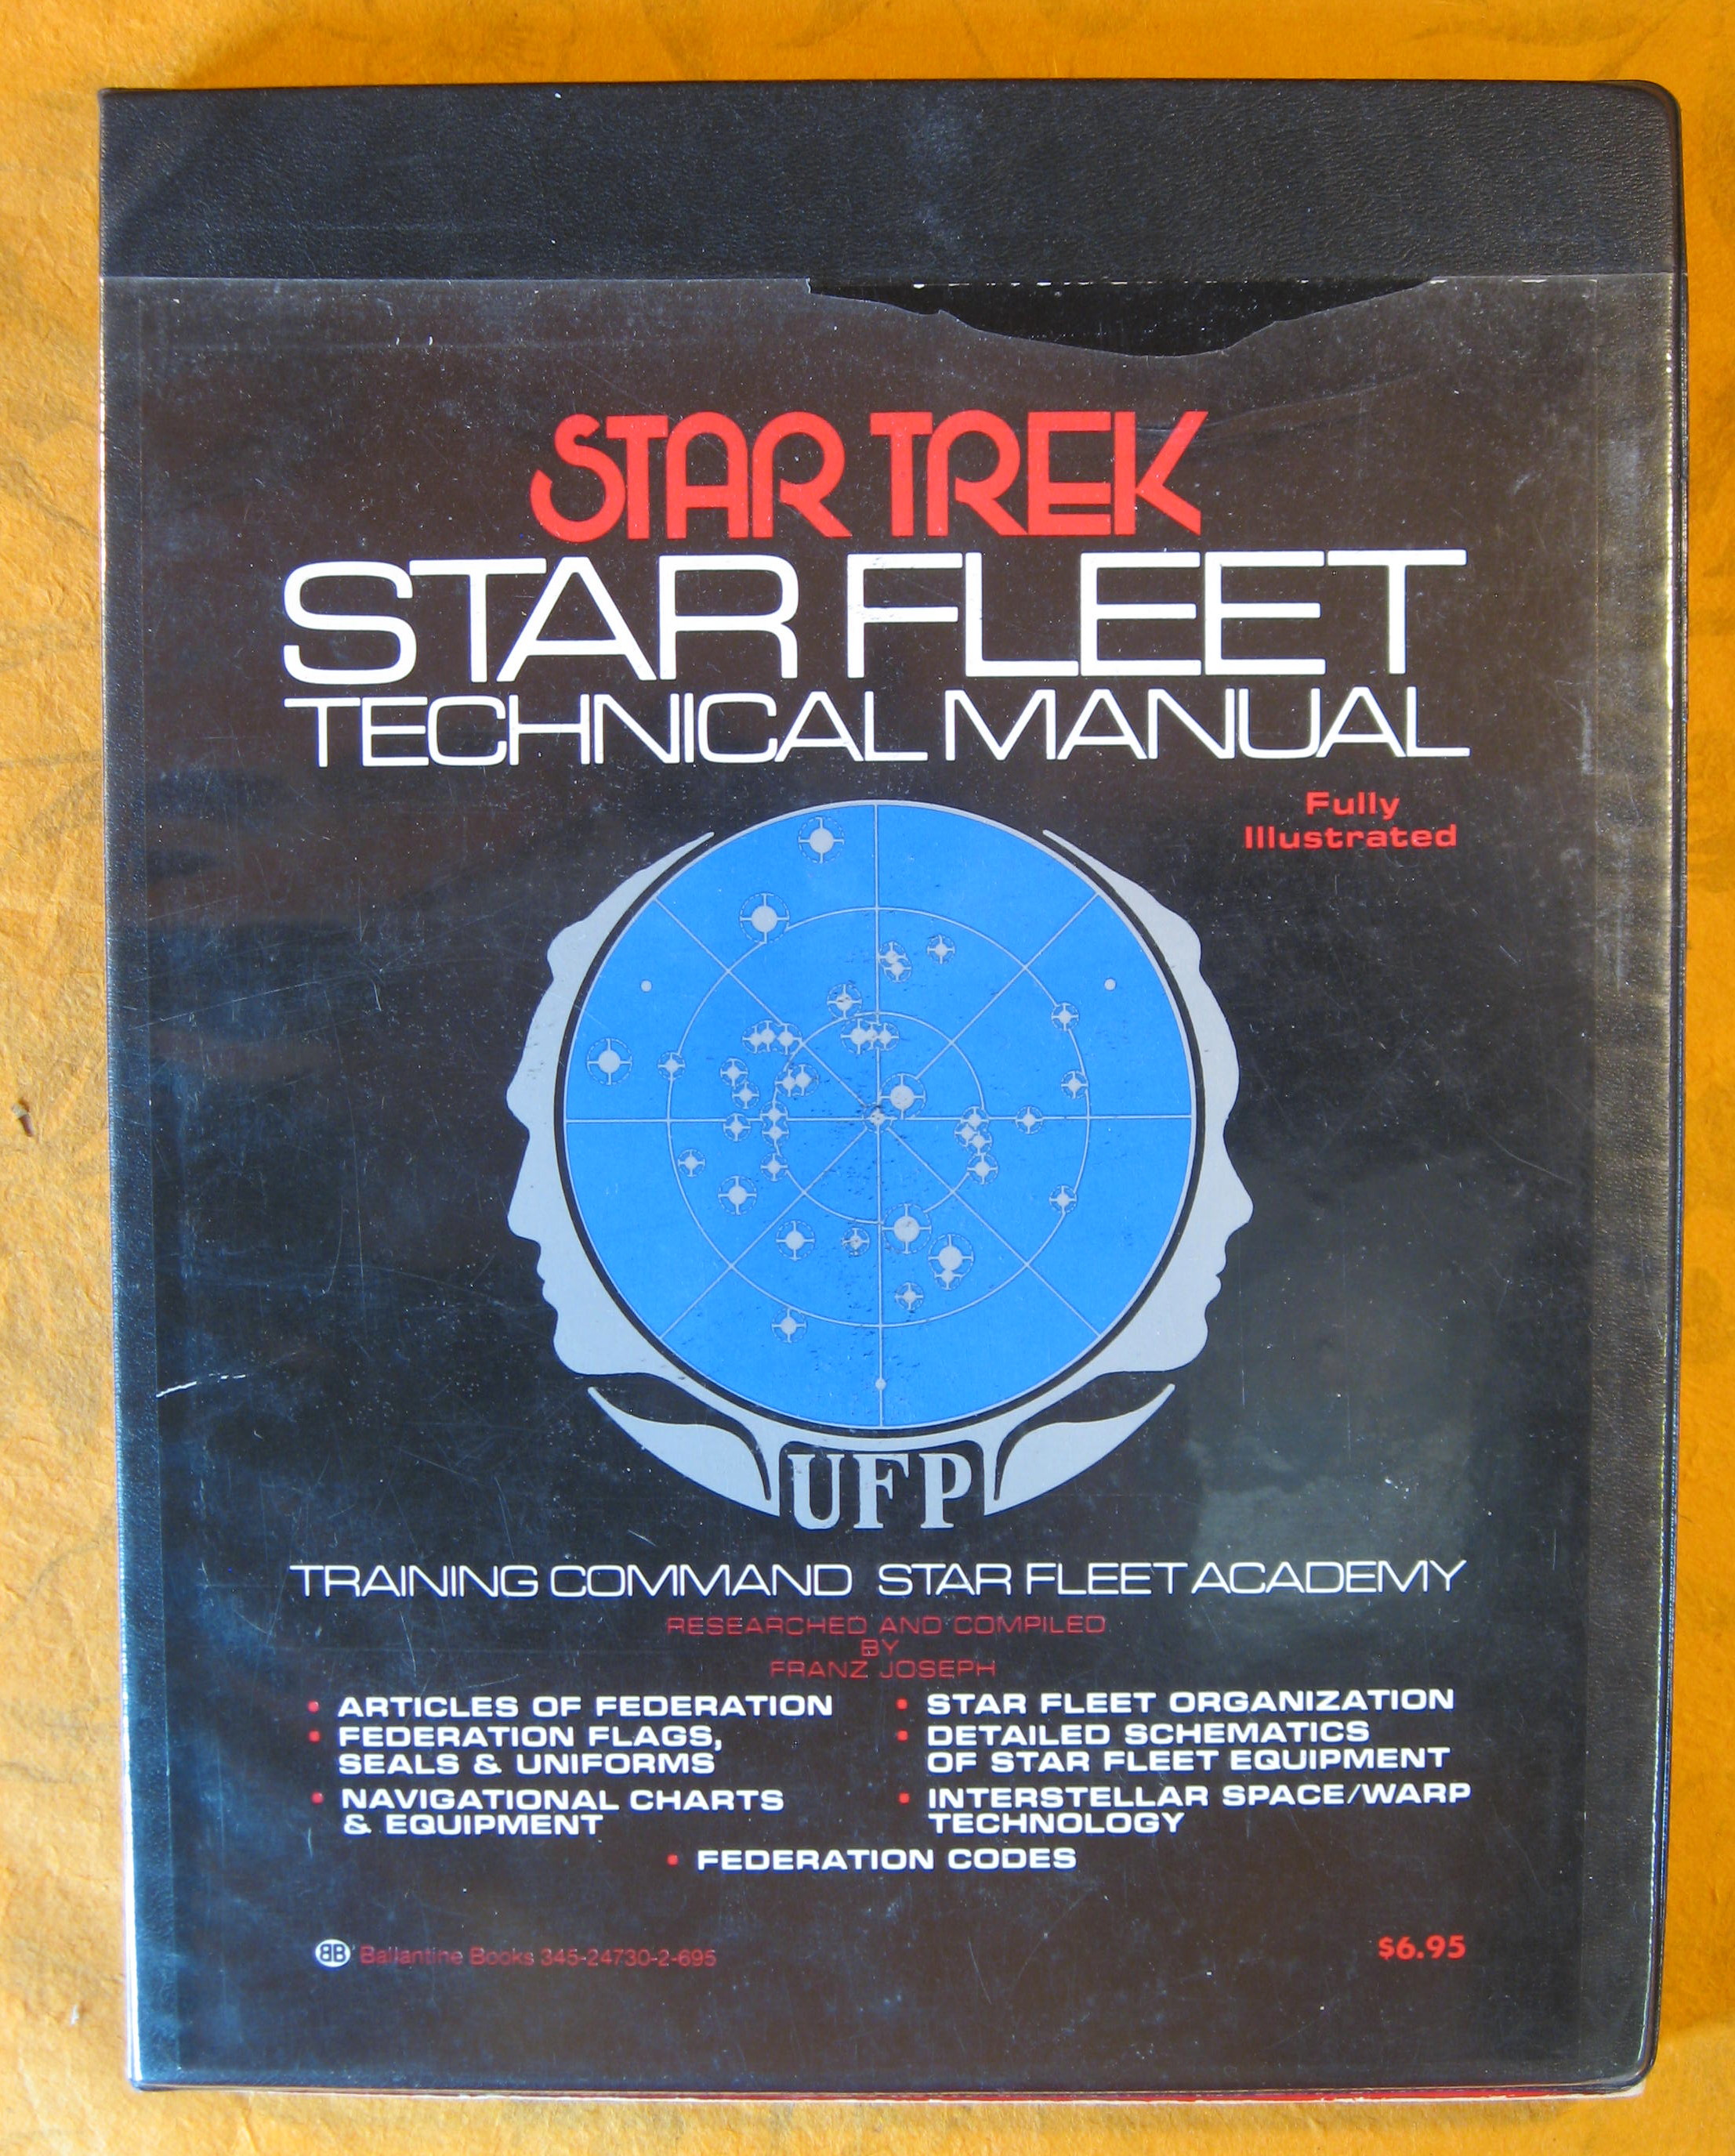 STAR TREK
STAR FLEET
TECHNICAL MANUAL
Fully
Illustrated
UFP
TRAINING COMMAND STAR FLEET ACADEMY
RESEARCHED AND COMPILED
BY
FRANZ JOSEPH
• ARTICLES OF FEDERATION
• FEDERATION FLAGS,
SEALS & UNIFORMS
• NAVIGATIONAL CHARTS
& EQUIPMENT
• STAR FLEET ORGANIZATION
• DETAILED SCHEMATICS
OF STAR FLEET EQUIPMENT
• INTERSTELLAR SPACE/WARP
TECHNOLOGY
• FEDERATION CODES
BB Ballantine Books 345-24730-2-695
$6.95